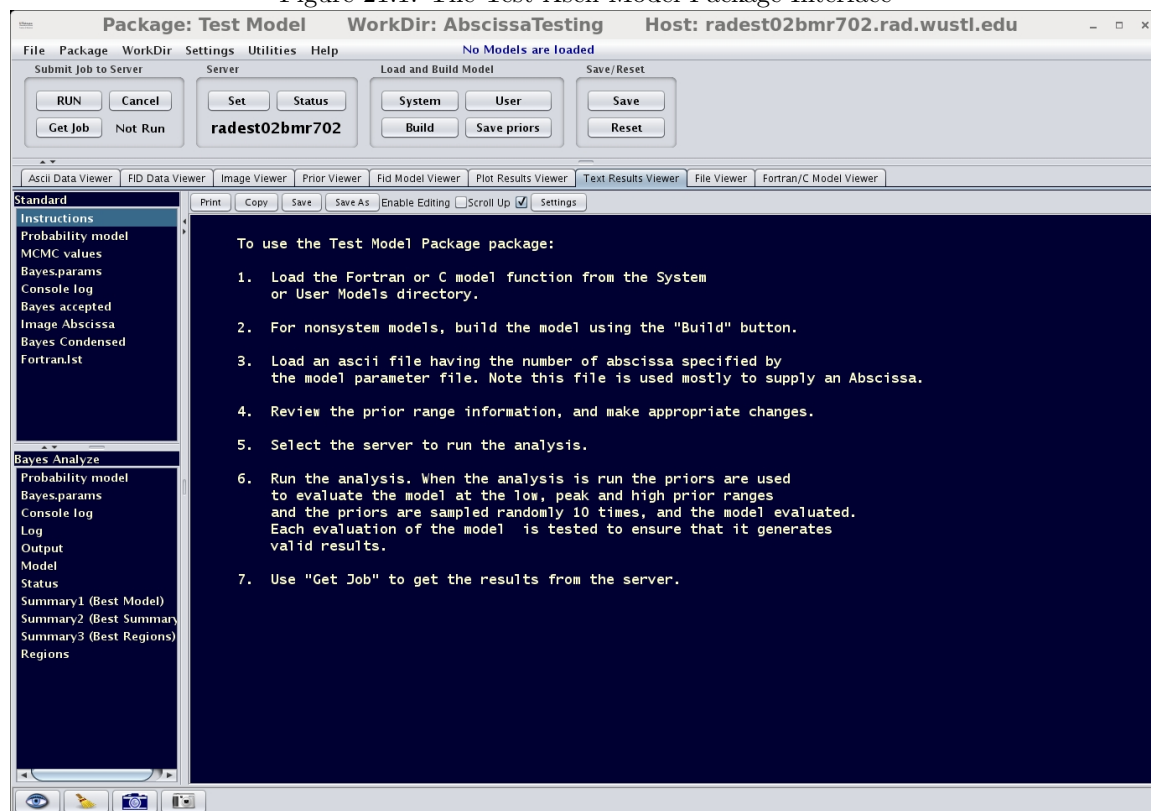 Figure 21.1: The Test Ascii Model Package Interface
Package: Test Model WorkDir: AbscissaTesting Host: radest02bmr702.rad.wustl.edu
File Package WorkDir Settings Utilities Help No Models are loaded
Submit Job to Server Server Load and Build Model Save/Reset
RUN Cancel Set Status System User Save
Get Job Not Run radest02bmr702 Build Save priors Reset
Ascii Data Viewer FID Data Viewer Image Viewer Prior Viewer Fid Model Viewer Plot Results Viewer Text Results Viewer File Viewer Fortran/C Model Viewer
Print Copy Save Save As Enable Editing Scroll Up Settings
Standard
Instructions
Probability model
MCMC values
Bayes.params
Console log
Bayes accepted
Image Abscissa
Bayes Condensed
Fortran.lst
Bayes Analyze
Probability model
Bayes.params
Console log
Log
Output
Model
Status
Summary1 (Best Model)
Summary2 (Best Summary
Summary3 (Best Regions)
Regions
To use the Test Model Package package:
1. Load the Fortran or C model function from the System
or User Models directory.
2. For nonsystem models, build the model using the "Build" button.
3. Load an ascii file having the number of abscissa specified by
the model parameter file. Note this file is used mostly to supply an Abscissa.
4. Review the prior range information, and make appropriate changes.
5. Select the server to run the analysis.
6. Run the analysis. When the analysis is run the priors are used
to evaluate the model at the low, peak and high prior ranges
and the priors are sampled randomly 10 times, and the model evaluated.
Each evaluation of the model is tested to ensure that it generates
valid results.
7. Use "Get Job" to get the results from the server.